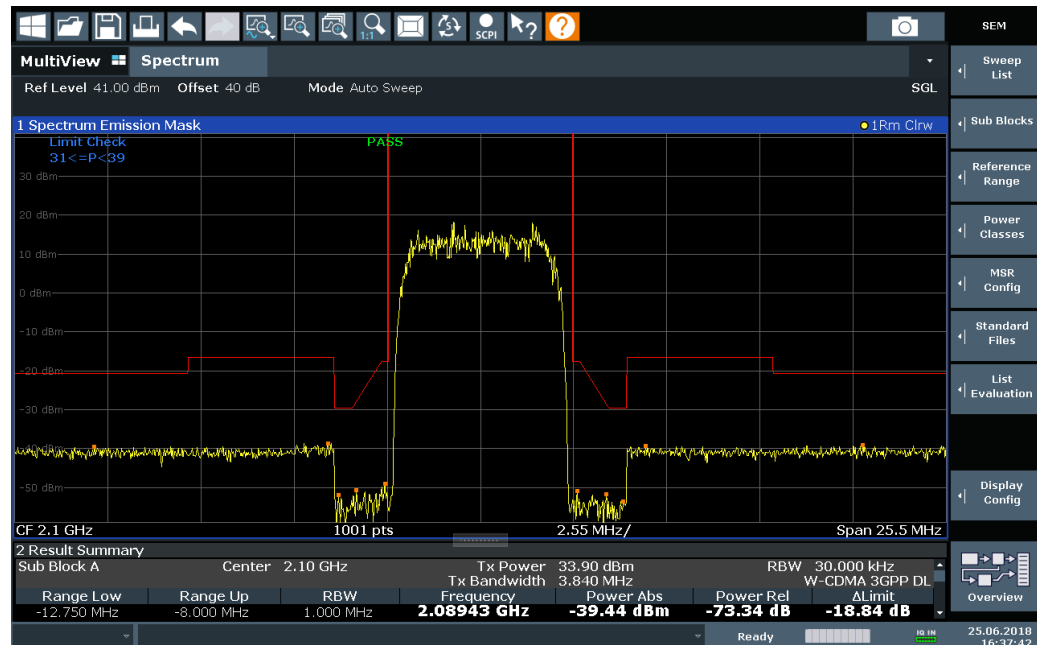 1:1
SCPI
SEM
MultiView
Spectrum
Ref Level 41.00 dBm Offset 40 dB Mode Auto Sweep SGL
1 Spectrum Emission Mask 1Rm Clrw
Limit Check PASS
31<=P<39
30 dBm
20 dBm
10 dBm
0 dBm
-10 dBm
-20 dBm
-30 dBm
-40 dBm
-50 dBm
CF 2.1 GHz 1001 pts 2.55 MHz/ Span 25.5 MHz
2 Result Summary
Sub Block A Center 2.10 GHz Tx Power 33.90 dBm RBW 30.000 kHz
Tx Bandwidth 3.840 MHz W-CDMA 3GPP DL
Range Low Range Up RBW Frequency Power Abs Power Rel ΔLimit
-12.750 MHz -8.000 MHz 1.000 MHz 2.08943 GHz -39.44 dBm -73.34 dB -18.84 dB
Ready
IQ IN
25.06.2018
16:37:42
Sweep
List
Sub Blocks
Reference
Range
Power
Classes
MSR
Config
Standard
Files
List
Evaluation
Display
Config
Overview